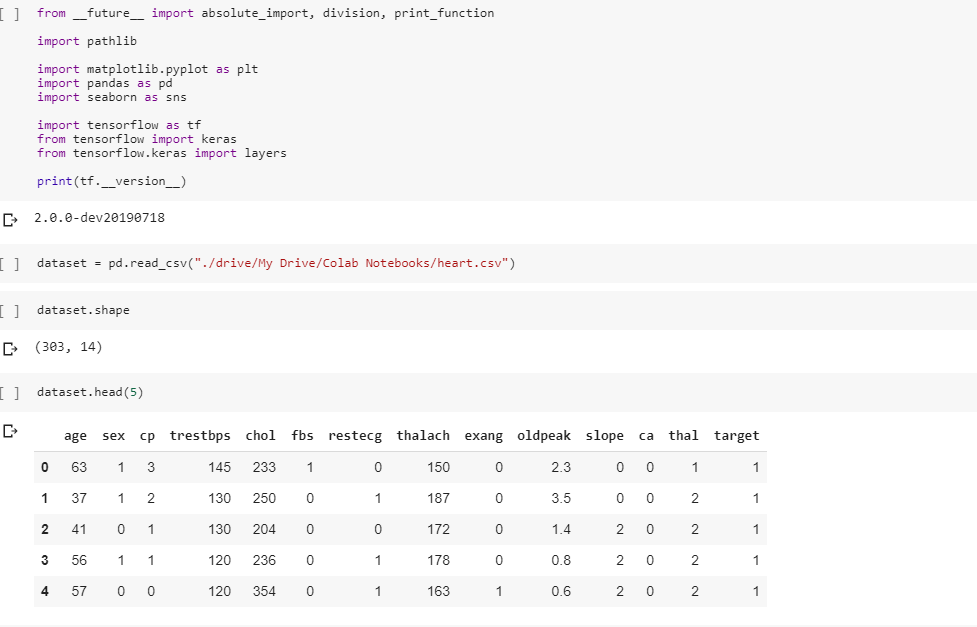 [ ] from __future__ import absolute_import, division, print_function
import pathlib
import matplotlib.pyplot as plt
import pandas as pd
import seaborn as sns
import tensorflow as tf
from tensorflow import keras
from tensorflow.keras import layers
print(tf.__version__)
2.0.0-dev20190718
[ ] dataset = pd.read_csv("./drive/My Drive/Colab Notebooks/heart.csv")
[ ] dataset.shape
(303, 14)
[ ] dataset.head(5)
age sex cp trestbps chol fbs restecg thalach exang oldpeak slope ca thal target
0 63 1 3 145 233 1 0 150 0 2.3 0 0 1 1
1 37 1 2 130 250 0 1 187 0 3.5 0 0 2 1
2 41 0 1 130 204 0 0 172 0 1.4 2 0 2 1
3 56 1 1 120 236 0 1 178 0 0.8 2 0 2 1
4 57 0 0 120 354 0 1 163 1 0.6 2 0 2 1